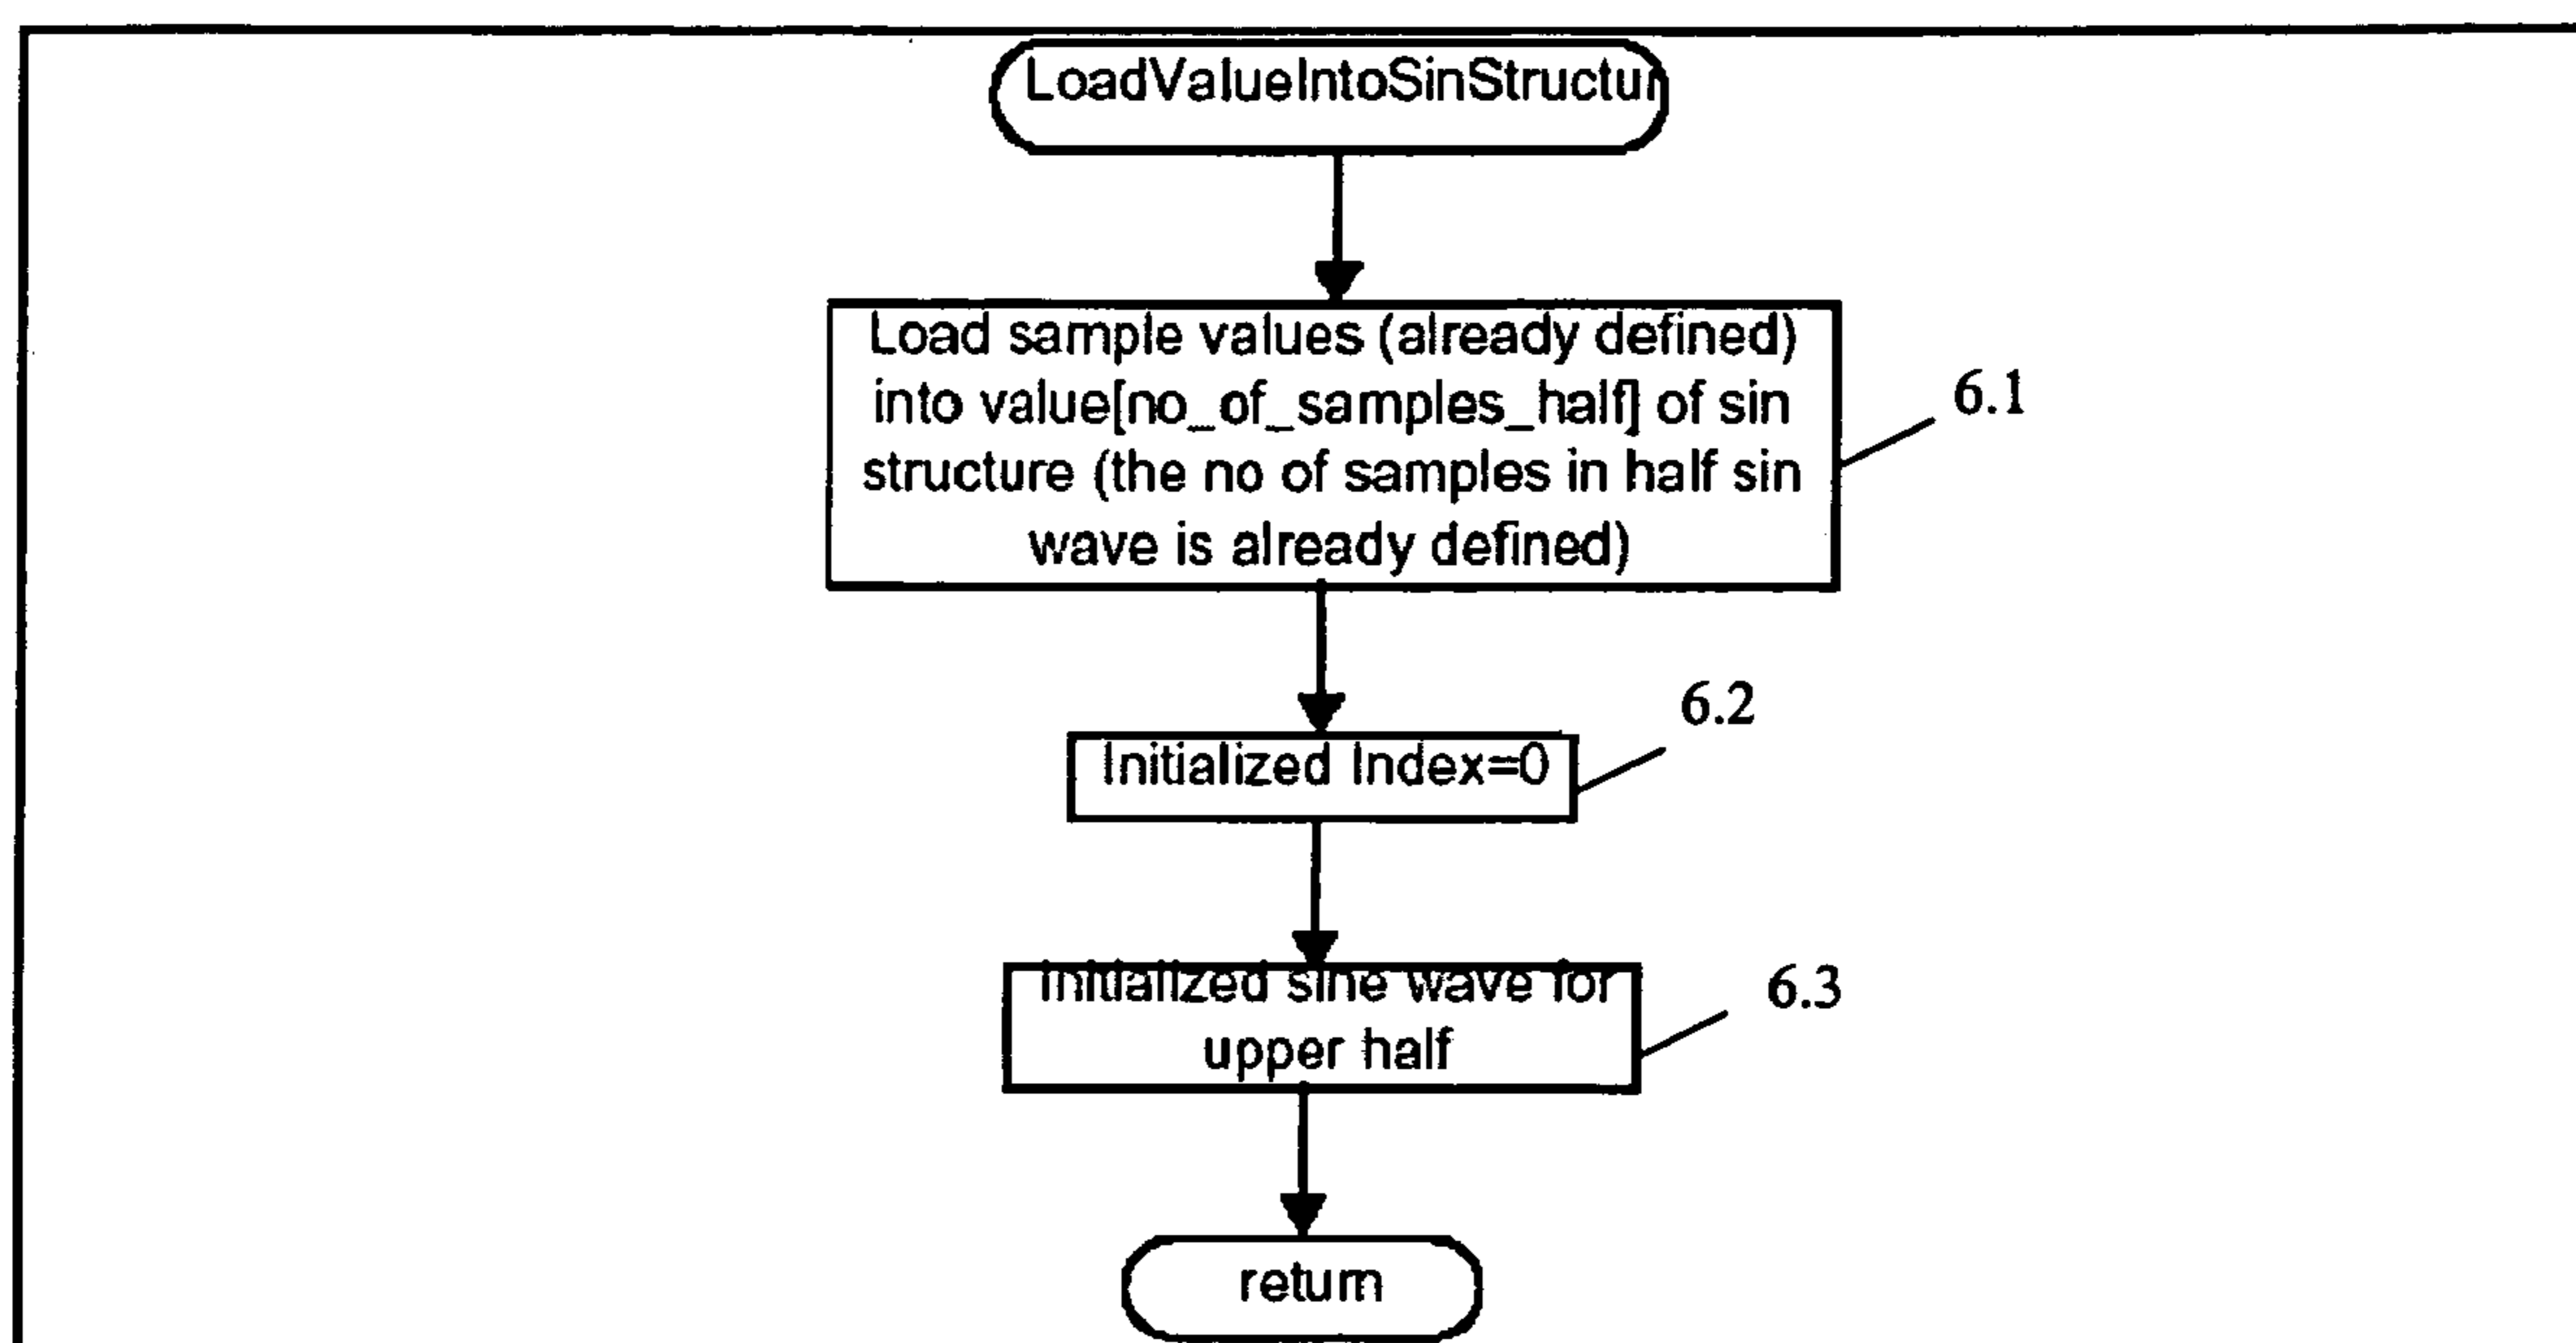 LoadValueIntoSinStructur
Load sample values (already defined)
into value[no_of_samples_half] of sin
structure (the no of samples in half sin
wave is already defined)
6.1
Initialized Index=0
6.2
Initialized sine wave for
upper half
6.3
return